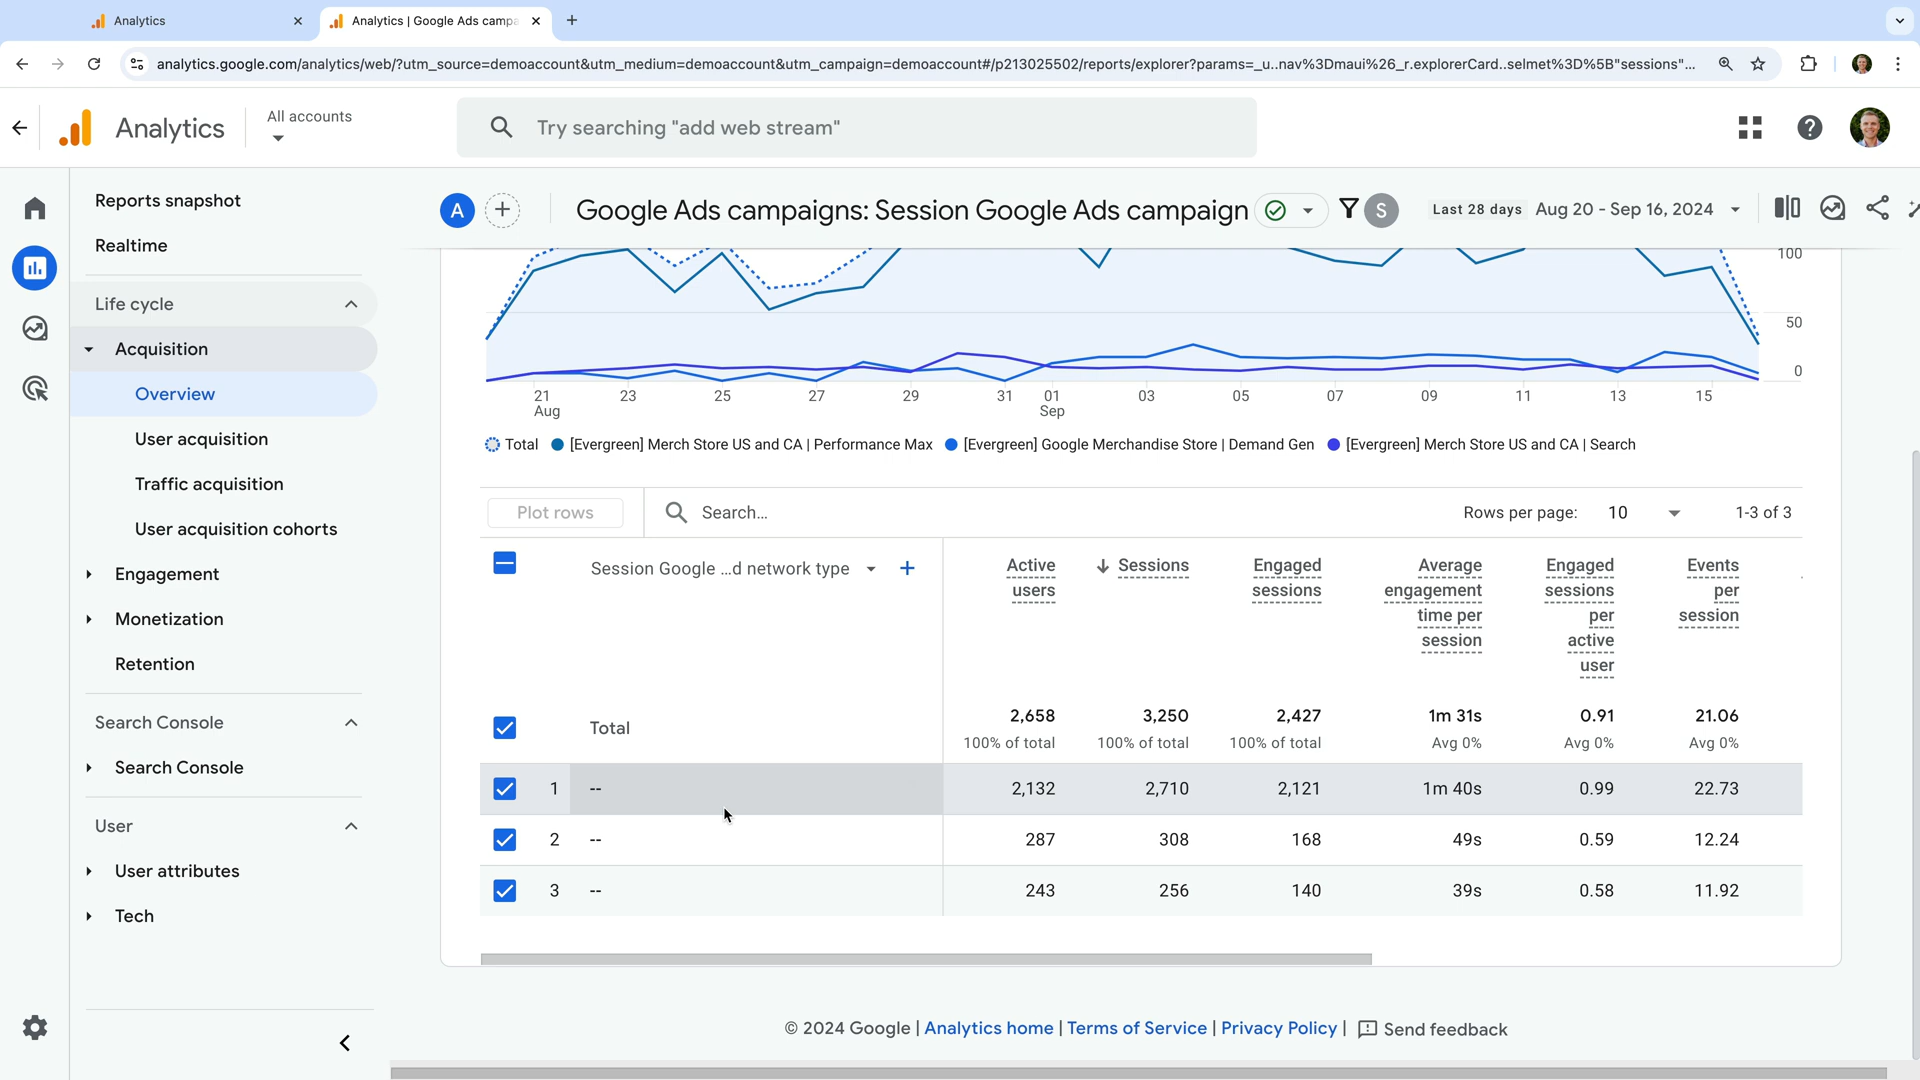 Analytics
Analytics | Google Ads campa
analytics.google.com/analytics/web/?utm_source=demoaccount&utm_medium=demoaccount&utm_campaign=demoaccount#/p213025502/reports/explorer?params=_u..nav%3Dmaui%26_r.explorerCard..selmet%3D%5B"sessions"...
Analytics
All accounts
Try searching "add web stream"
Reports snapshot
Realtime
Life cycle
Acquisition
Overview
User acquisition
Traffic acquisition
User acquisition cohorts
Engagement
Monetization
Retention
Search Console
Search Console
User
User attributes
Tech
A
Google Ads campaigns: Session Google Ads campaign
S
Last 28 days Aug 20 - Sep 16, 2024
100
50
0
21 23 25 27 29 31 01 03 05 07 09 11 13 15
Aug Sep
Total [Evergreen] Merch Store US and CA | Performance Max [Evergreen] Google Merchandise Store | Demand Gen [Evergreen] Merch Store US and CA | Search
Plot rows Search... Rows per page: 10 1-3 of 3
Session Google ...d network type
Active users
Sessions
Engaged sessions
Average engagement time per session
Engaged sessions per active user
Events per session
Total 2,658 3,250 2,427 1m 31s 0.91 21.06
100% of total 100% of total 100% of total Avg 0% Avg 0% Avg 0%
1 -- 2,132 2,710 2,121 1m 40s 0.99 22.73
2 -- 287 308 168 49s 0.59 12.24
3 -- 243 256 140 39s 0.58 11.92
© 2024 Google | Analytics home | Terms of Service | Privacy Policy | Send feedback